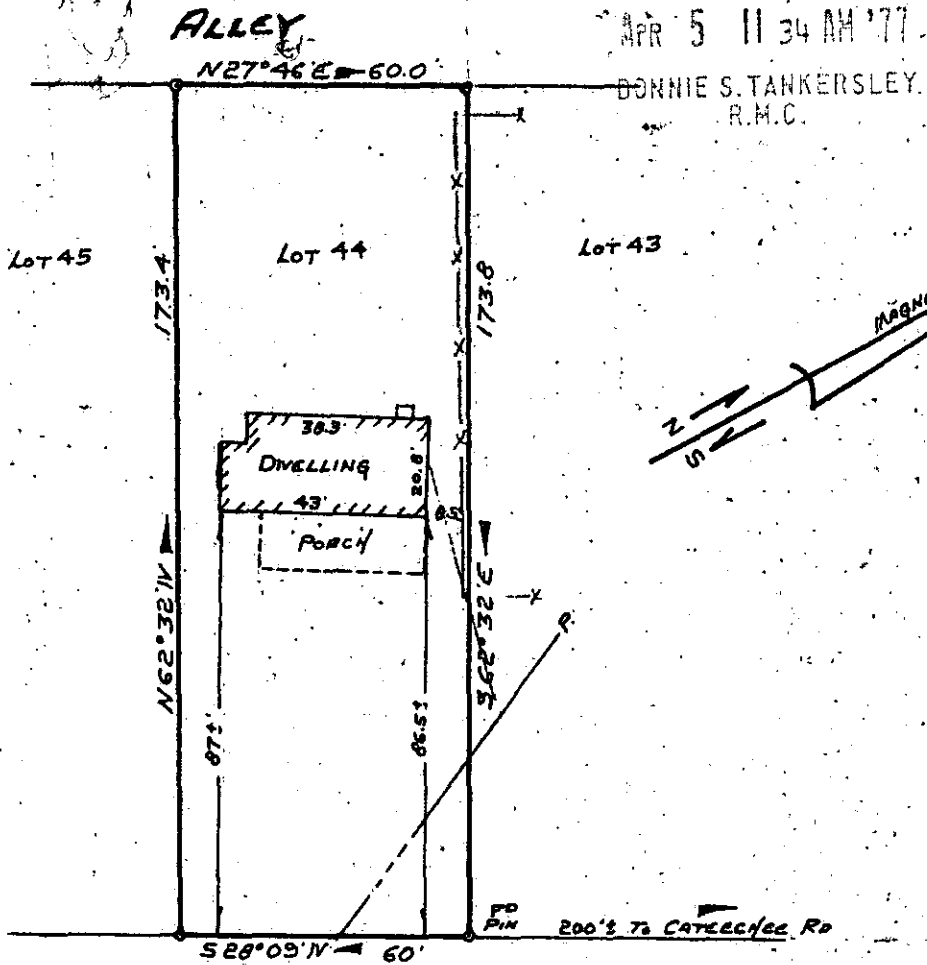 ALLEY
APR 5 11 34 AM '77
DONNIE S. TANKERSLEY
R.M.C.
N27°46'E 60.0'
LOT 45
LOT 44
LOT 43
173.4
173.8
N
S
38.3'
DWELLING
20.8'
43'
8.5'
PORCH
N62°32'W
S62°32'E
P.
87±'
86.5±
FD
PIN
200'± TO CATEECHEE RD
S28°09'W 60'